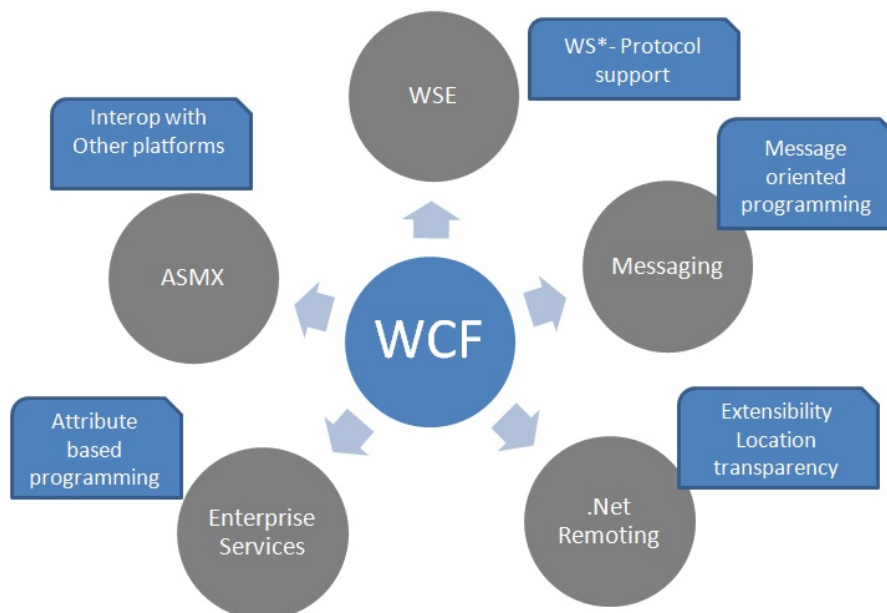 WS*- Protocol
support
WSE
Interop with
Other platforms
Message
oriented
programming
ASMX
Messaging
WCF
Attribute
based
programming
Extensibility
Location
transparency
Enterprise
Services
.Net
Remoting